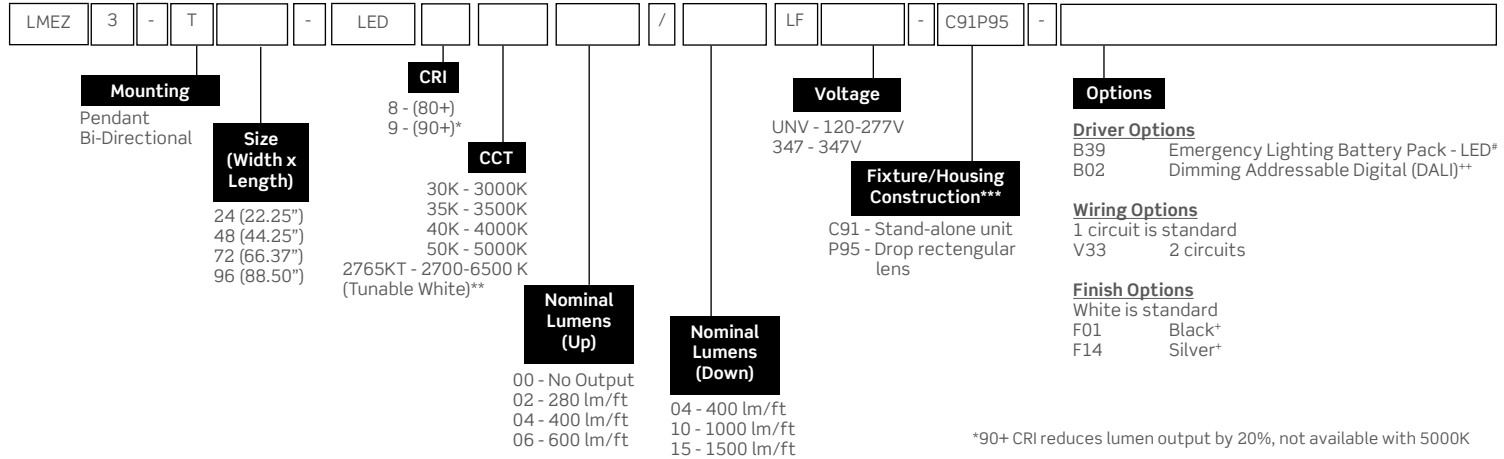 LMEZ 3 - T - LED / LF - C91P95 -
Mounting
Pendant
Bi-Directional
Size
(Width x
Length)
24 (22.25”)
48 (44.25”)
72 (66.37”)
96 (88.50”)
CRI
8 - (80+)
9 - (90+)*
CCT
30K - 3000K
35K - 3500K
40K - 4000K
50K - 5000K
2765KT - 2700-6500 K
(Tunable White)**
Nominal
Lumens
(Up)
00 - No Output
02 - 280 lm/ft
04 - 400 lm/ft
06 - 600 lm/ft
Nominal
Lumens
(Down)
04 - 400 lm/ft
10 - 1000 lm/ft
15 - 1500 lm/ft
Voltage
UNV - 120-277V
347 - 347V
Fixture/Housing
Construction***
C91 - Stand-alone unit
P95 - Drop rectengular
lens
Options
Driver Options
B39 Emergency Lighting Battery Pack - LED#
B02 Dimming Addressable Digital (DALI)++
Wiring Options
1 circuit is standard
V33 2 circuits
Finish Options
White is standard
F01 Black+
F14 Silver+
*90+ CRI reduces lumen output by 20%, not available with 5000K